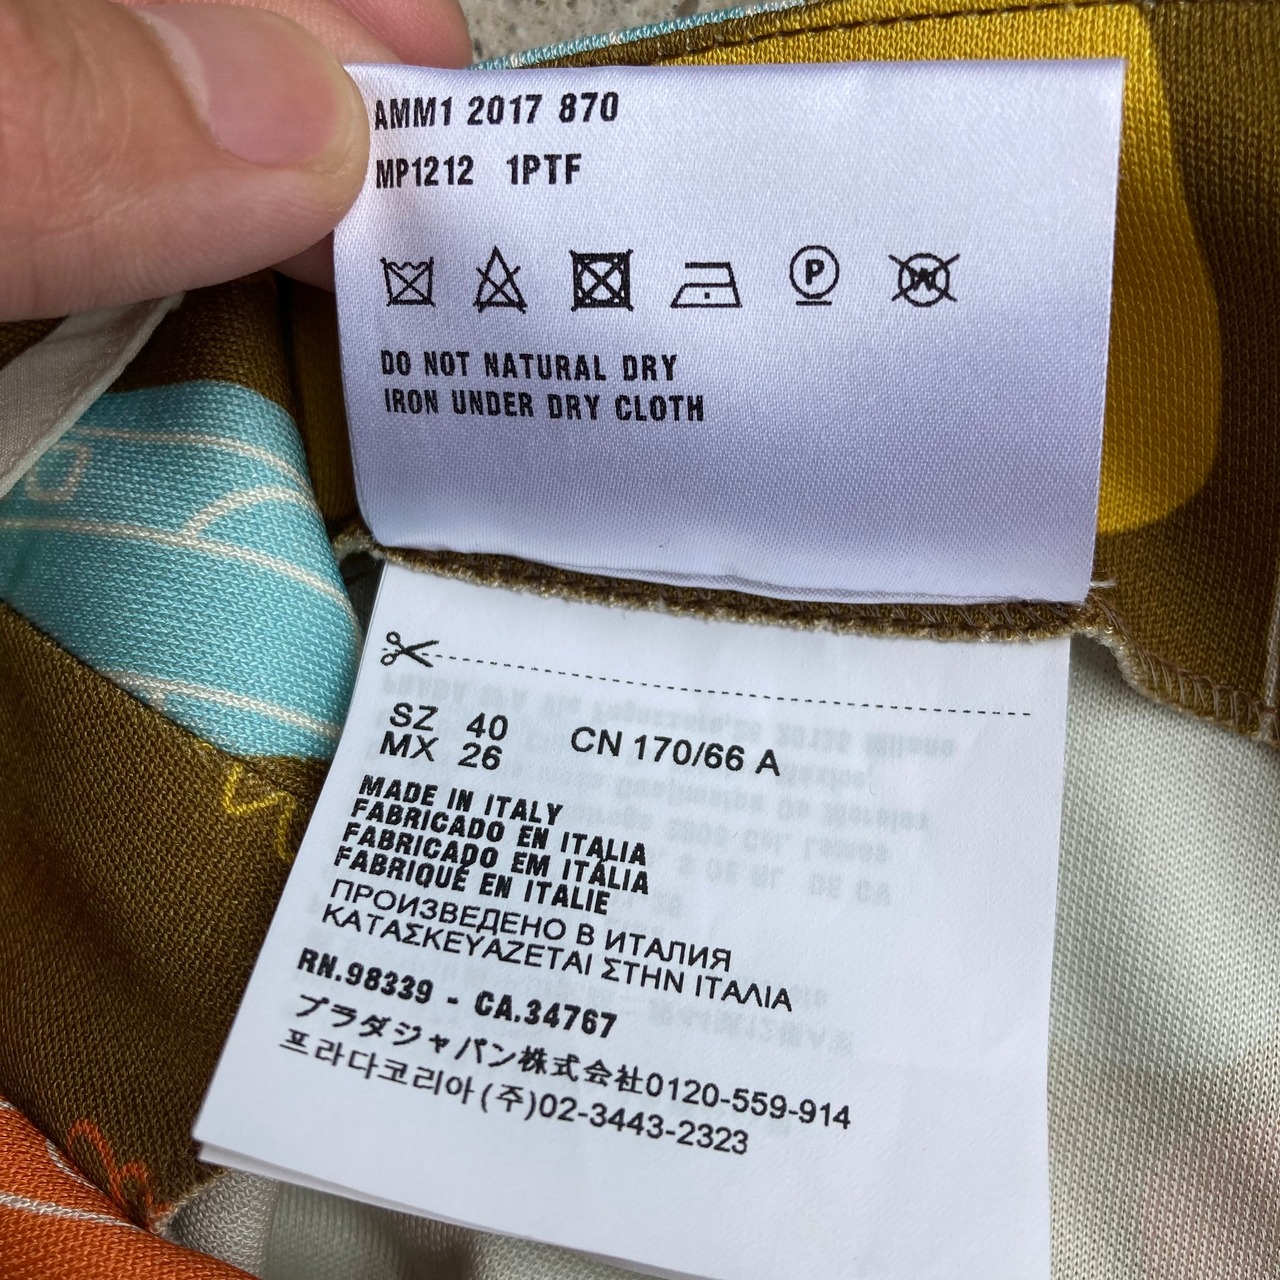 AMM1 2017 870
MP1212 1PTF
P W
DO NOT NATURAL DRY
IRON UNDER DRY CLOTH
SZ 40 CN 170/66 A
MX 26
MADE IN ITALY
FABRICADO EN ITALIA
FABRICADO EM ITÁLIA
FABRIQUÉ EN ITALIE
ПРОИЗВЕДЕНО В ИТАЛИЯ
ΚΑΤΑΣΚΕΥΑΖΕΤΑΙ ΣΤΗΝ ΙΤΑΛΙΑ
RN.98339 - CA.34767
プラダジャパン株式会社0120-559-914
프라다코리아(주)02-3443-2323